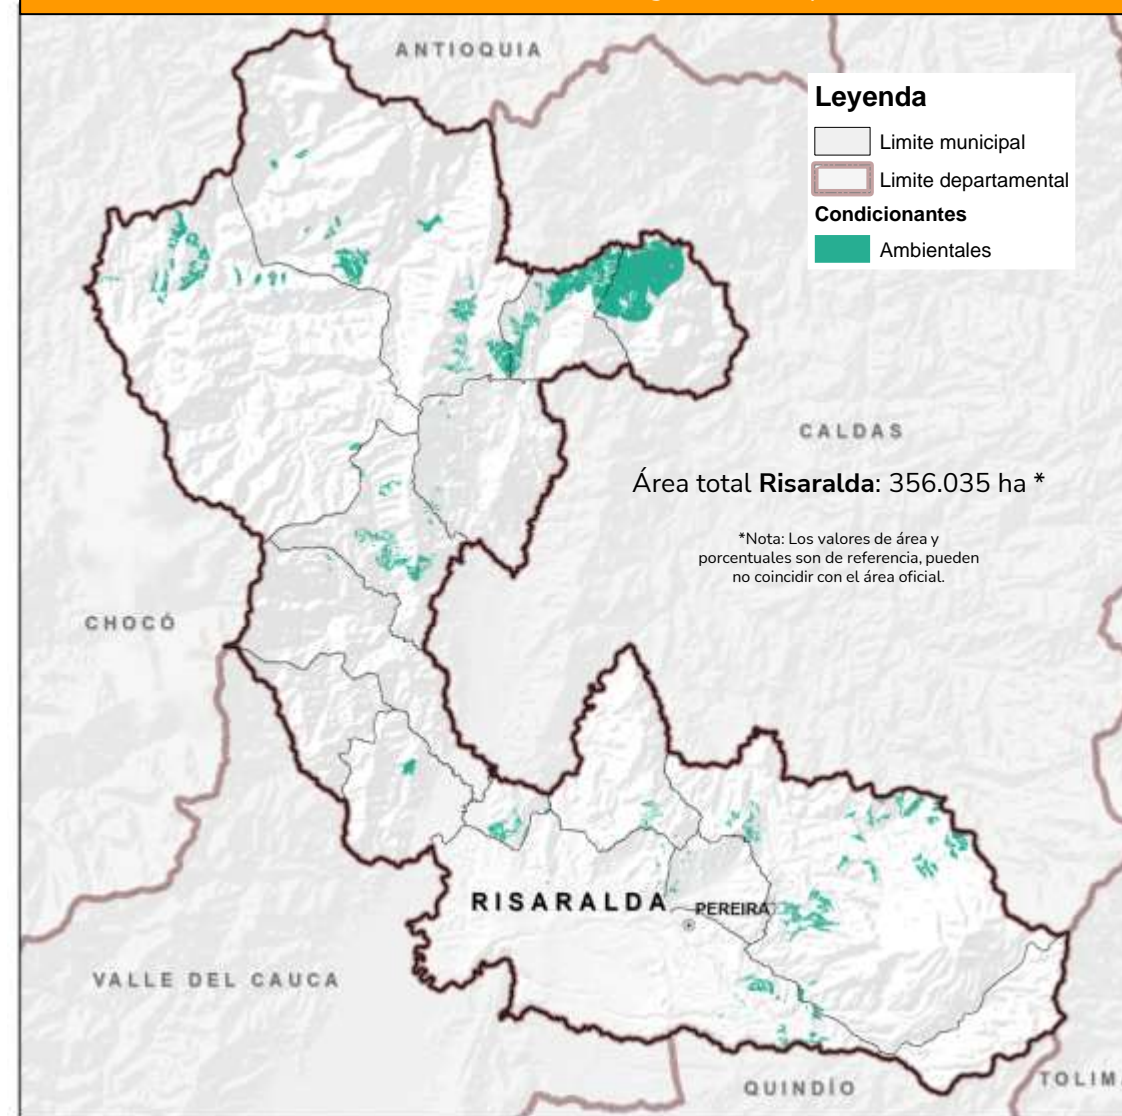 ANTIOQUIA
Leyenda
Limite municipal
Limite departamental
Condicionantes
Ambientales
CALDAS
Área total Risaralda: 356.035 ha *
*Nota: Los valores de área y
porcentuales son de referencia, pueden
no coincidir con el área oficial.
CHOCÓ
RISARALDA
PEREIRA
VALLE DEL CAUCA
QUINDÍO
TOLIM